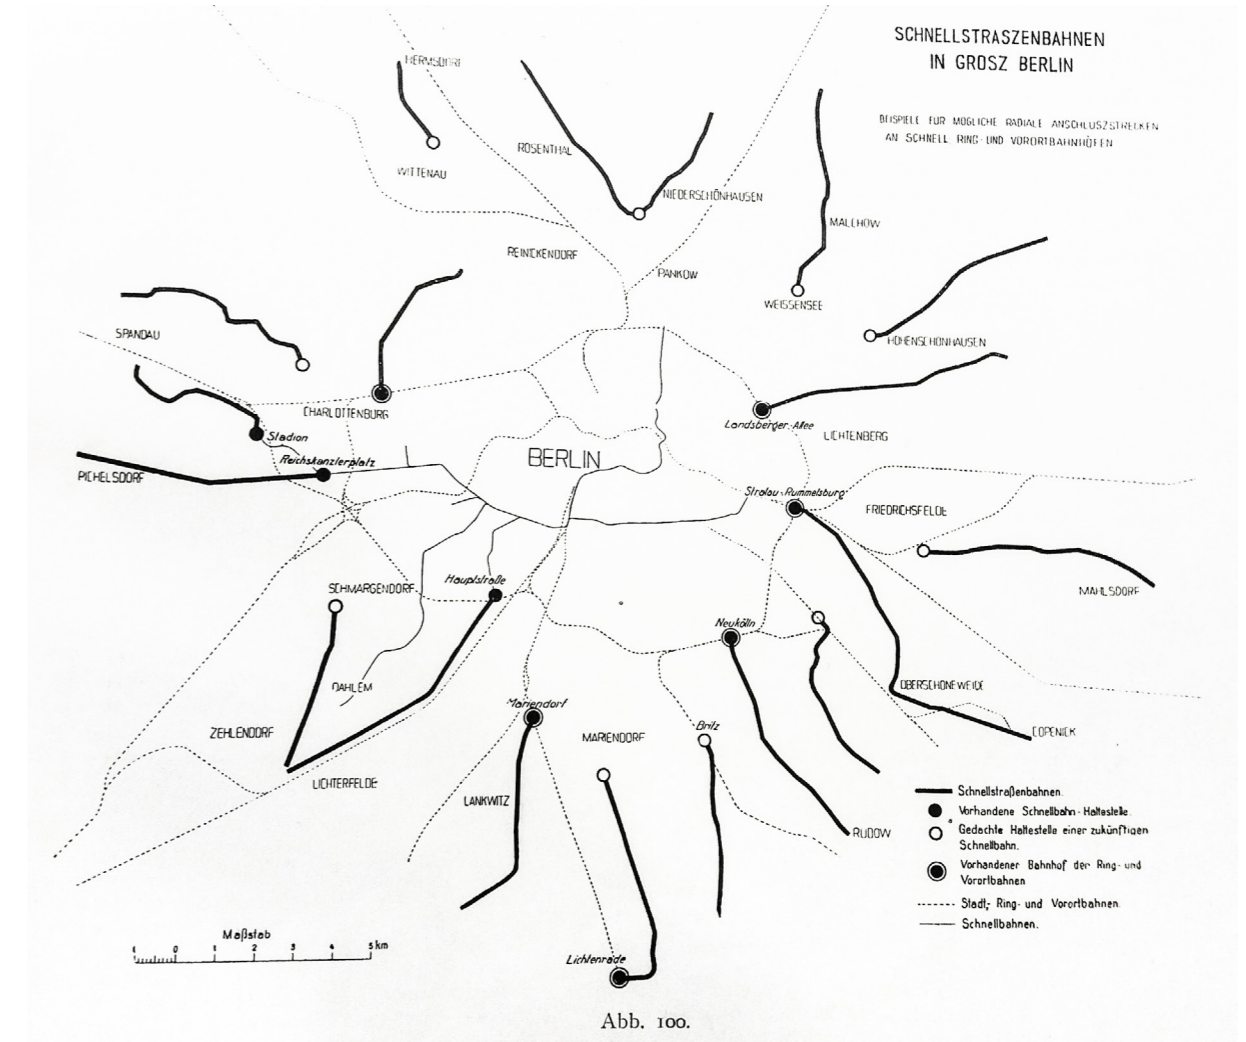 SCHNELLSTRASZENBAHNEN
IN GROSZ BERLIN
BEISPIELE FÜR MÖGLICHE RADIALE ANSCHLUSZSTRECKEN
AN SCHNELL RING- UND VORORTBAHNHÖFEN
HERMSDORF
ROSENTHAL
WITTENAU
NIEDERSCHÖNHAUSEN
MALCHOW
REINICKENDORF
PANKOW
WEISSENSEE
SPANDAU
HOHENSCHÖNHAUSEN
CHARLOTTENBURG
Landsberger-Allee
Stadion
LICHTENBERG
Reichskanzlerplatz
BERLIN
PICHELSDORF
Stralau-Rummelsburg
FRIEDRICHSFELDE
SCHMARGENDORF
Hauptstraße
MAHLSDORF
Neukölln
DAHLEM
OBERSCHÖNEWEIDE
Mariendorf
ZEHLENDORF
MARIENDORF
Britz
CÖPENICK
LICHTERFELDE
LANKWITZ
RUDOW
Lichtenrade
Schnellstraßenbahnen.
Vorhandene Schnellbahn-Haltestelle.
Gedachte Haltestelle einer zukünftigen
Schnellbahn.
Vorhandener Bahnhof der Ring- und
Vorortbahnen
Stadt-, Ring- und Vorortbahnen.
Schnellbahnen.
Maßstab
1 0 1 2 3 4 5 km
Abb. 100.